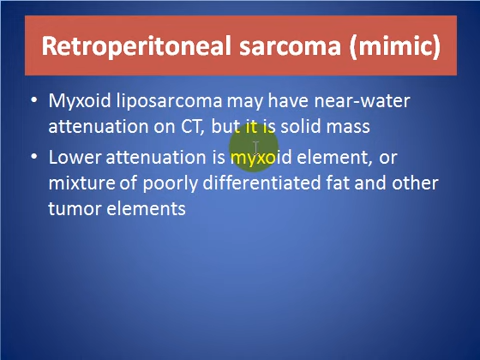 Retroperitoneal sarcoma (mimic)
• Myxoid liposarcoma may have near-water
attenuation on CT, but it is solid mass
• Lower attenuation is myxoid element, or
mixture of poorly differentiated fat and other
tumor elements